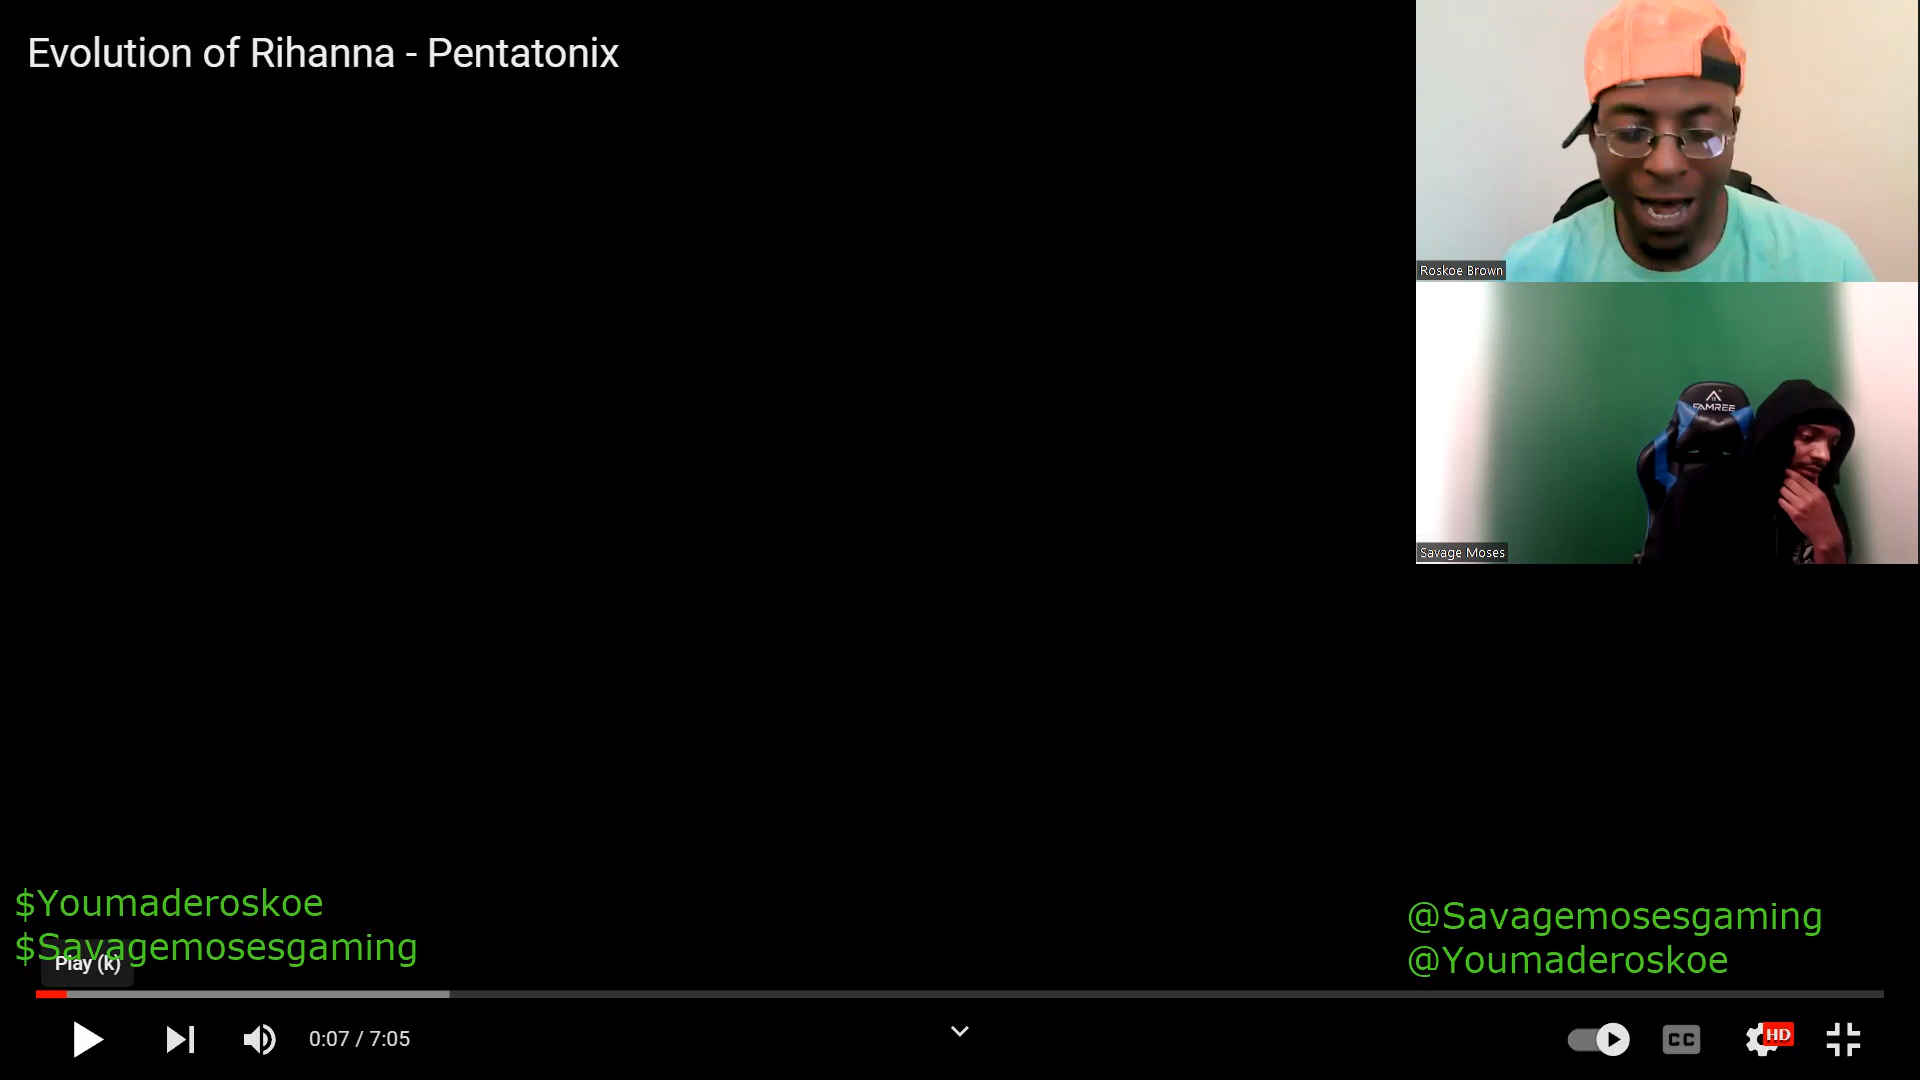 Evolution of Rihanna - Pentatonix
Roskoe Brown
FAMREE
Savage Moses
$Youmaderoskoe
$Savagemosesgaming
@Savagemosesgaming
@Youmaderoskoe
Play (k)
0:07 / 7:05
CC
HD